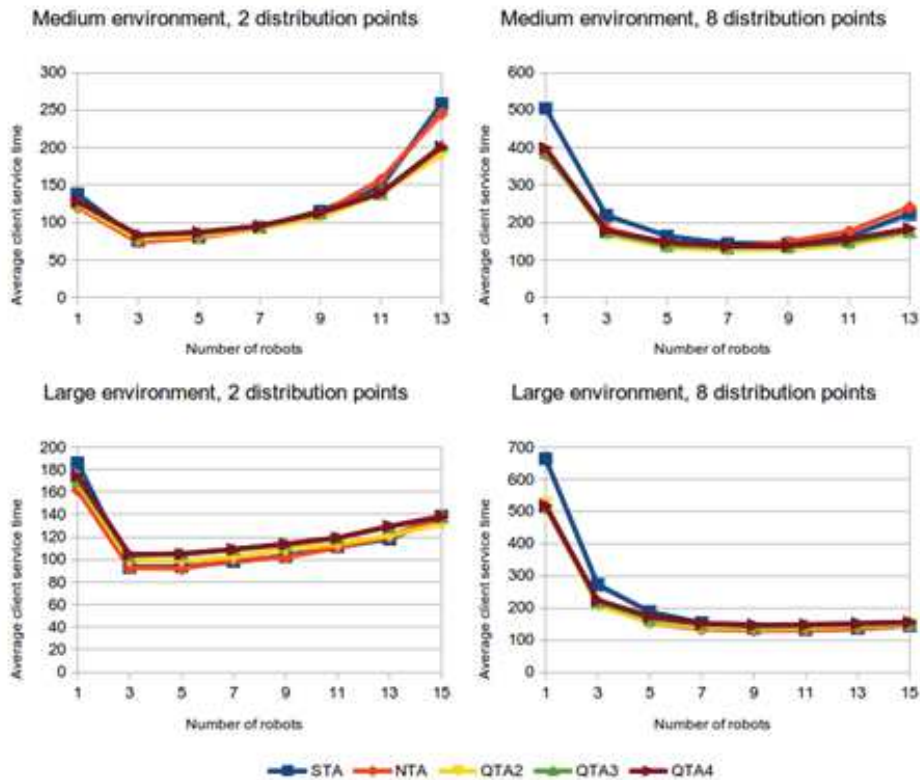 Medium environment, 2 distribution points
Average client service time
300
250
200
150
100
50
0
1 3 5 7 9 11 13
Number of robots
Medium environment, 8 distribution points
Average client service time
600
500
400
300
200
100
0
1 3 5 7 9 11 13
Number of robots
Large environment, 2 distribution points
Average client service time
200
180
160
140
120
100
80
60
40
20
0
1 3 5 7 9 11 13 15
Number of robots
Large environment, 8 distribution points
Average client service time
700
600
500
400
300
200
100
0
1 3 5 7 9 11 13 15
Number of robots
STA NTA QTA2 QTA3 QTA4